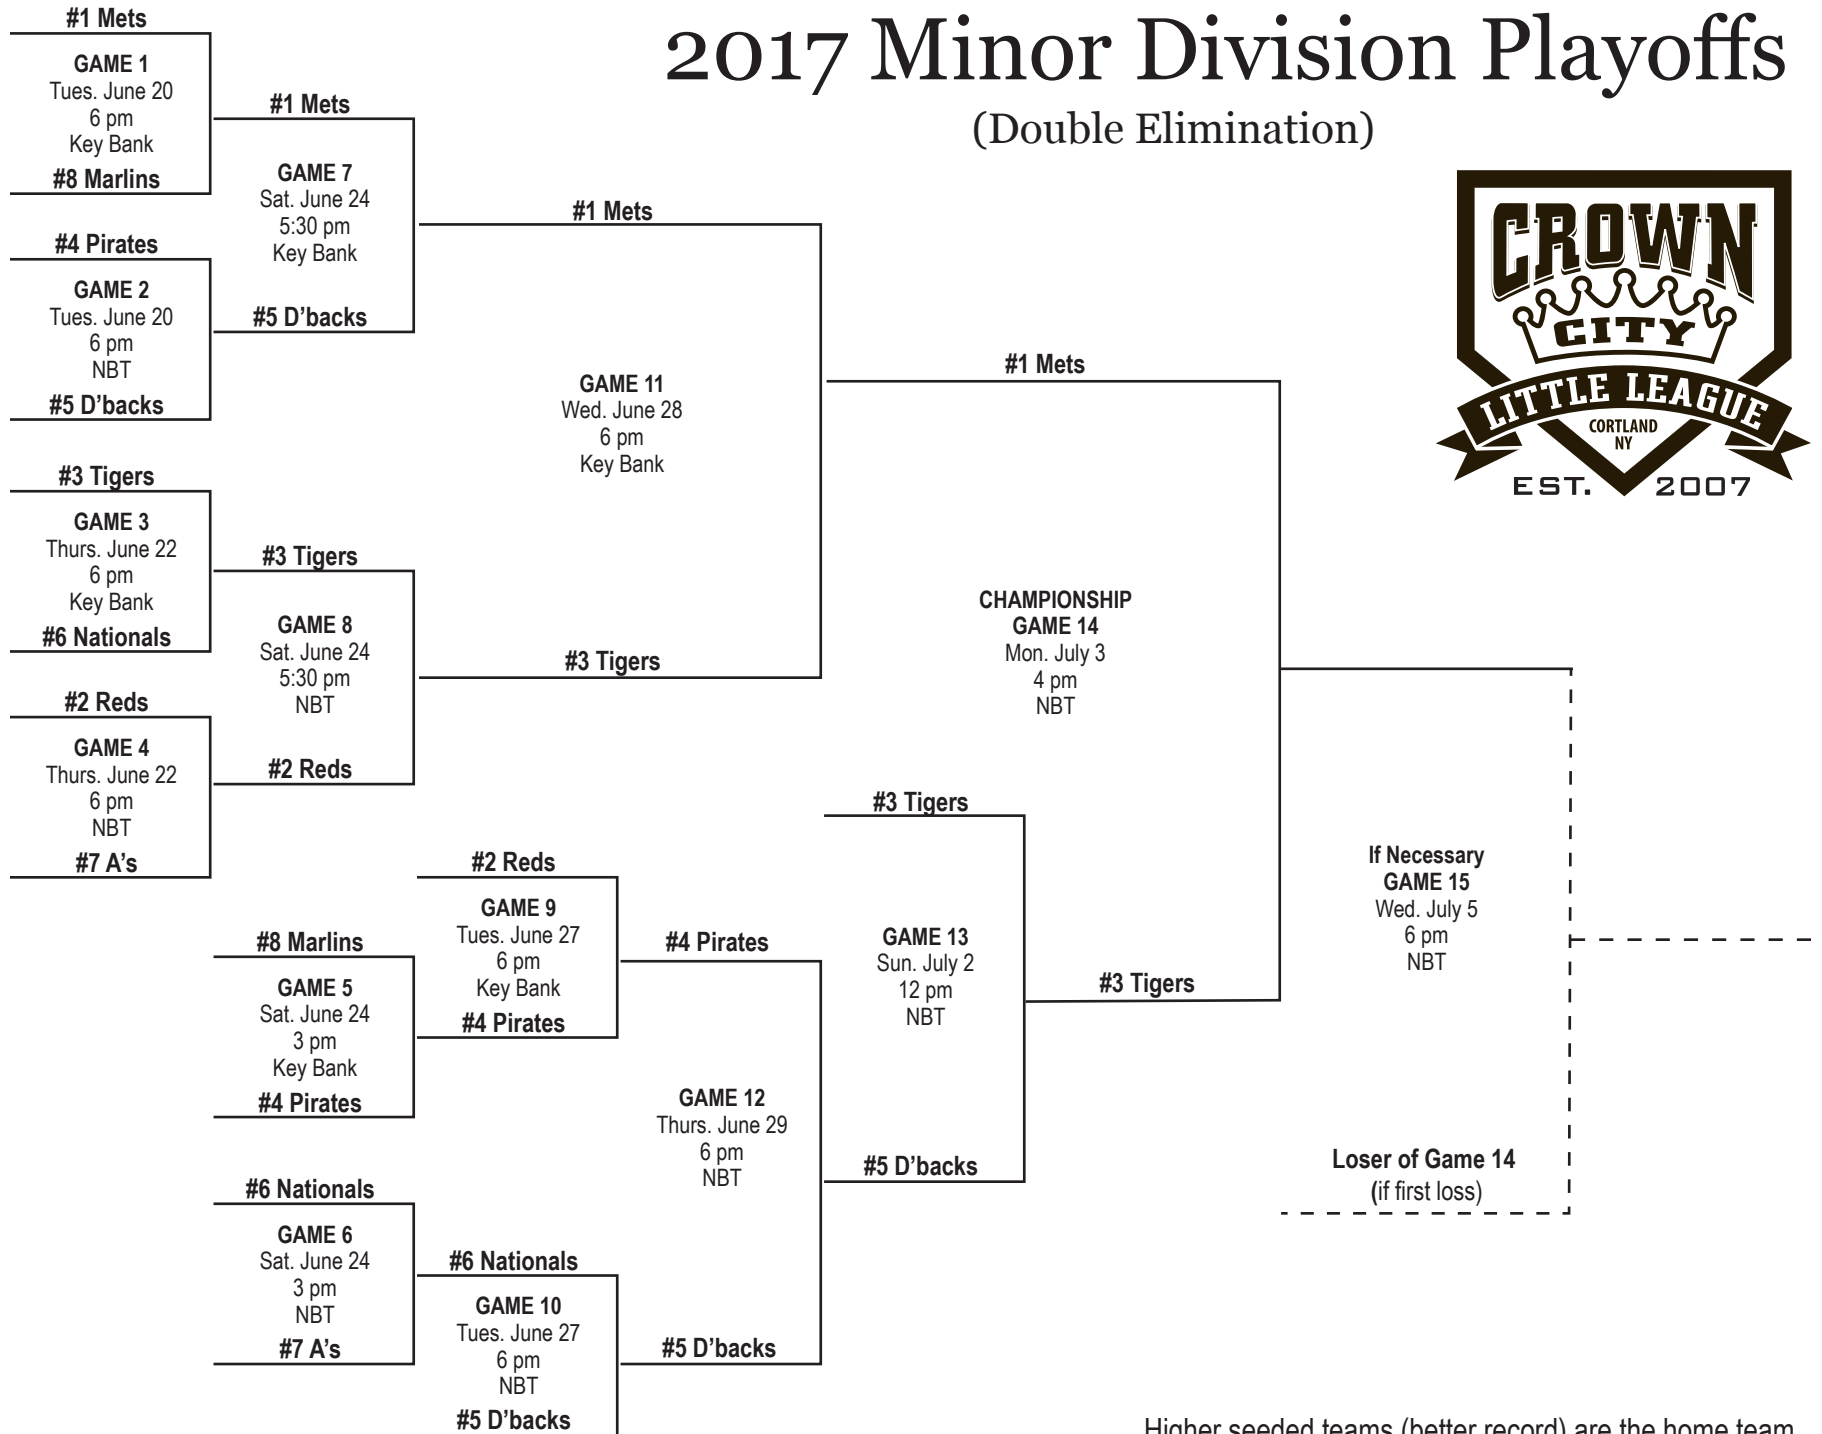 2017 Minor Division Playoffs
(Double Elimination)
CROWN
CITY
LITTLE LEAGUE
CORTLAND
NY
EST. 2007
#1 Mets
GAME 1
Tues. June 20
6 pm
Key Bank
#8 Marlins
#4 Pirates
GAME 2
Tues. June 20
6 pm
NBT
#5 D’backs
#3 Tigers
GAME 3
Thurs. June 22
6 pm
Key Bank
#6 Nationals
#2 Reds
GAME 4
Thurs. June 22
6 pm
NBT
#7 A’s
#1 Mets
GAME 7
Sat. June 24
5:30 pm
Key Bank
#5 D’backs
#3 Tigers
GAME 8
Sat. June 24
5:30 pm
NBT
#2 Reds
#8 Marlins
GAME 5
Sat. June 24
3 pm
Key Bank
#4 Pirates
#6 Nationals
GAME 6
Sat. June 24
3 pm
NBT
#7 A’s
#2 Reds
GAME 9
Tues. June 27
6 pm
Key Bank
#4 Pirates
#6 Nationals
GAME 10
Tues. June 27
6 pm
NBT
#5 D’backs
#1 Mets
GAME 11
Wed. June 28
6 pm
Key Bank
#3 Tigers
#4 Pirates
GAME 12
Thurs. June 29
6 pm
NBT
#5 D’backs
#3 Tigers
GAME 13
Sun. July 2
12 pm
NBT
#5 D’backs
#1 Mets
CHAMPIONSHIP
GAME 14
Mon. July 3
4 pm
NBT
#3 Tigers
If Necessary
GAME 15
Wed. July 5
6 pm
NBT
Loser of Game 14
(if first loss)
Higher seeded teams (better record) are the home team